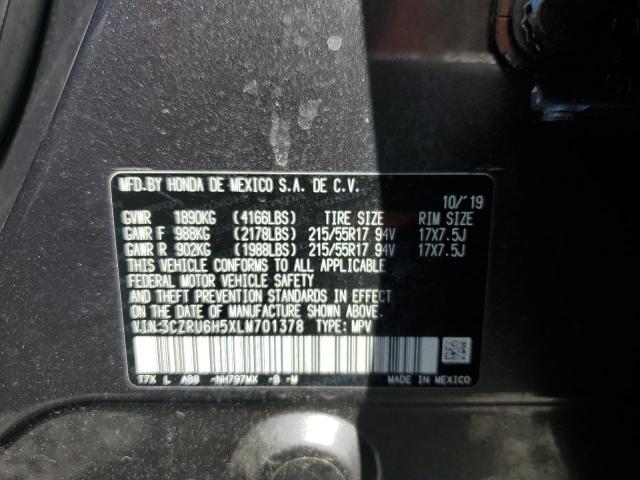 MFD.BY HONDA DE MEXICO S.A. DE C.V.
10/'19
GVWR 1890KG (4166LBS) TIRE SIZE RIM SIZE
GAWR F 988KG (2178LBS) 215/55R17 94V 17X7.5J
GAWR R 902KG (1988LBS) 215/55R17 94V 17X7.5J
THIS VEHICLE CONFORMS TO ALL APPLICABLE
FEDERAL MOTOR VEHICLE SAFETY
AND THEFT PREVENTION STANDARDS IN EFFECT
ON THE DATE OF MANUFACTURE SHOWN ABOVE.
V.I.N:3CZRU6H5XLM701378 TYPE: MPV
T7X L ABB -NH797MX -B -M
MADE IN MEXICO